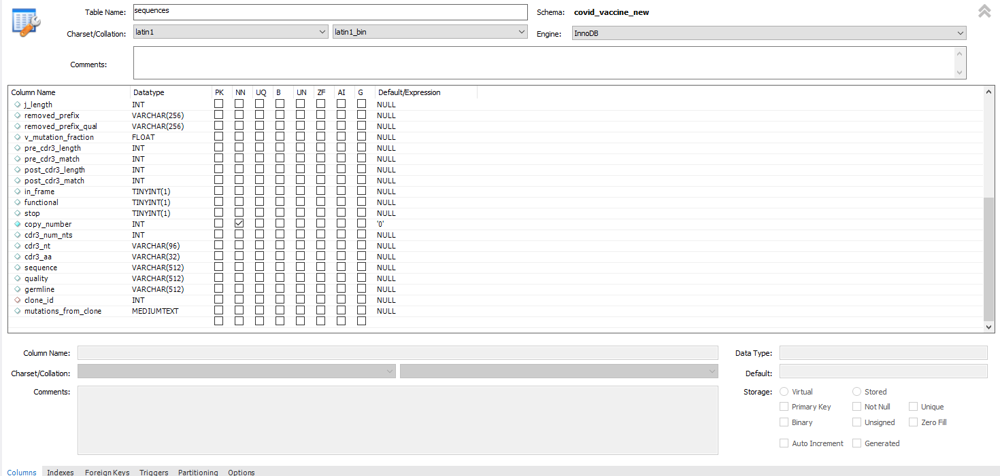 Table Name: sequences Schema: covid_vaccine_new
Charset/Collation: latin1 latin1_bin Engine: InnoDB
Comments:
Column Name Datatype PK NN UQ B UN ZF AI G Default/Expression
j_length INT NULL
removed_prefix VARCHAR(256) NULL
removed_prefix_qual VARCHAR(256) NULL
v_mutation_fraction FLOAT NULL
pre_cdr3_length INT NULL
pre_cdr3_match INT NULL
post_cdr3_length INT NULL
post_cdr3_match INT NULL
in_frame TINYINT(1) NULL
functional TINYINT(1) NULL
stop TINYINT(1) NULL
copy_number INT '0'
cdr3_num_nts INT NULL
cdr3_nt VARCHAR(96) NULL
cdr3_aa VARCHAR(32) NULL
sequence VARCHAR(512) NULL
quality VARCHAR(512) NULL
germline VARCHAR(512) NULL
clone_id INT NULL
mutations_from_clone MEDIUMTEXT NULL
Column Name: Data Type:
Charset/Collation: Default:
Comments: Storage: Virtual Stored
Primary Key Not Null Unique
Binary Unsigned Zero Fill
Auto Increment Generated
Columns Indexes Foreign Keys Triggers Partitioning Options